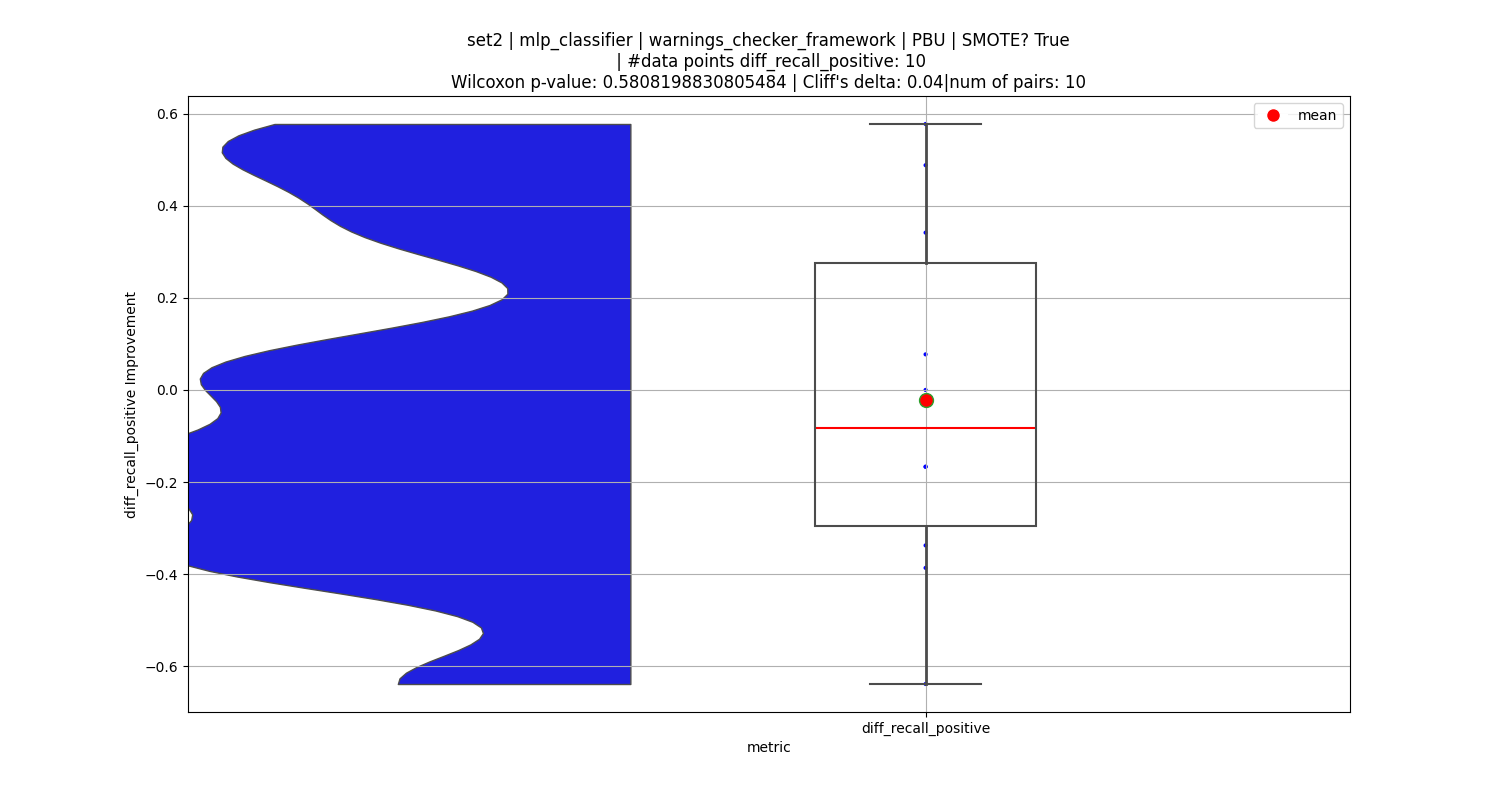 set2 | mlp_classifier | warnings_checker_framework | PBU | SMOTE? True
| #data points diff_recall_positive: 10
Wilcoxon p-value: 0.5808198830805484 | Cliff's delta: 0.04|num of pairs: 10
mean
0.6
0.4
0.2
0.0
−0.2
−0.4
−0.6
diff_recall_positive Improvement
diff_recall_positive
metric